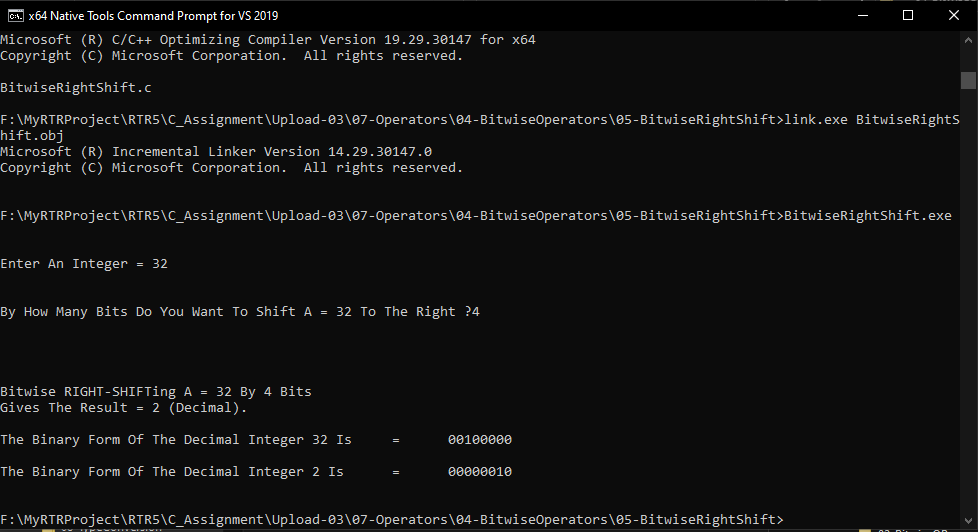 x64 Native Tools Command Prompt for VS 2019
Microsoft (R) C/C++ Optimizing Compiler Version 19.29.30147 for x64
Copyright (C) Microsoft Corporation.  All rights reserved.
BitwiseRightShift.c
F:\MyRTRProject\RTR5\C_Assignment\Upload-03\07-Operators\04-BitwiseOperators\05-BitwiseRightShift>link.exe BitwiseRightS
hift.obj
Microsoft (R) Incremental Linker Version 14.29.30147.0
Copyright (C) Microsoft Corporation.  All rights reserved.
F:\MyRTRProject\RTR5\C_Assignment\Upload-03\07-Operators\04-BitwiseOperators\05-BitwiseRightShift>BitwiseRightShift.exe
Enter An Integer = 32
By How Many Bits Do You Want To Shift A = 32 To The Right ?4
Bitwise RIGHT-SHIFTing A = 32 By 4 Bits
Gives The Result = 2 (Decimal).
The Binary Form Of The Decimal Integer 32 Is     =      00100000
The Binary Form Of The Decimal Integer 2 Is      =      00000010
F:\MyRTRProject\RTR5\C_Assignment\Upload-03\07-Operators\04-BitwiseOperators\05-BitwiseRightShift>